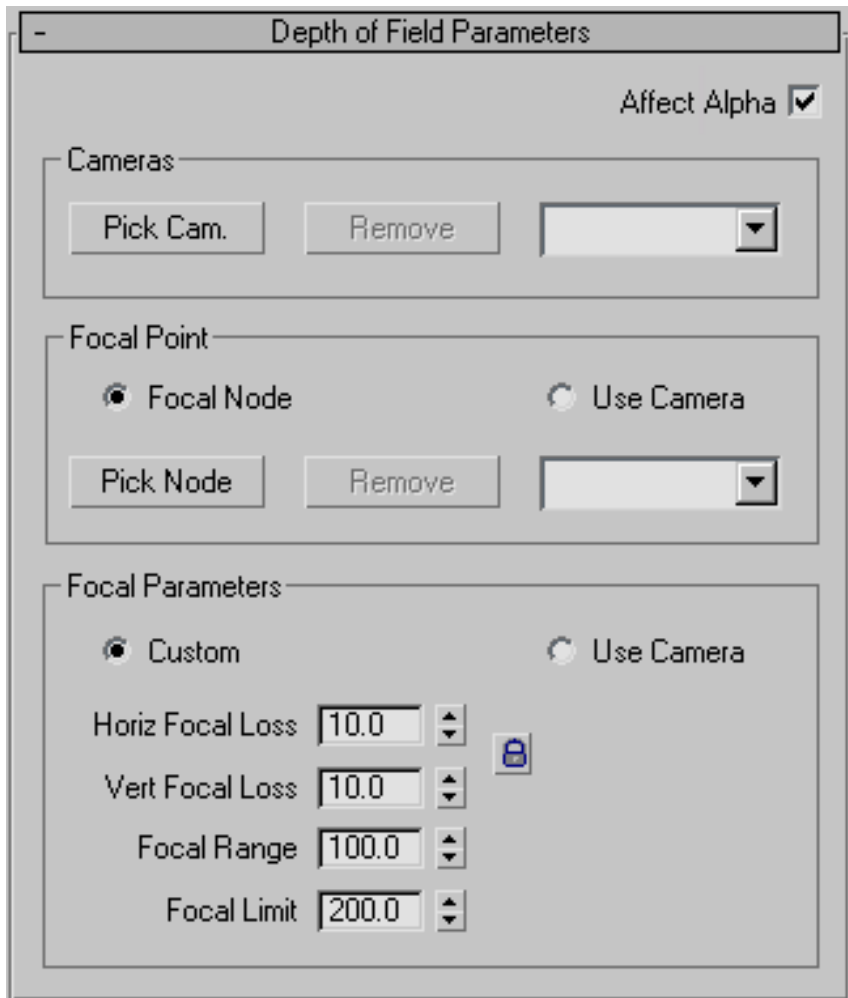 - Depth of Field Parameters
Affect Alpha
Cameras
Pick Cam. Remove
Focal Point
Focal Node Use Camera
Pick Node Remove
Focal Parameters
Custom Use Camera
Horiz Focal Loss 10.0
Vert Focal Loss 10.0
Focal Range 100.0
Focal Limit 200.0